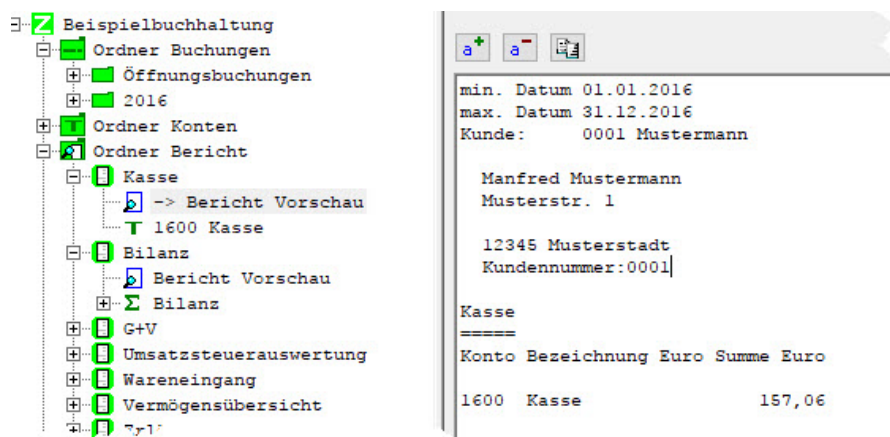 Beispielbuchhaltung
Ordner Buchungen
Öffnungsbuchungen
2016
Ordner Konten
Ordner Bericht
Kasse
-> Bericht Vorschau
1600 Kasse
Bilanz
Bericht Vorschau
Σ Bilanz
G+V
Umsatzsteuerauswertung
Wareneingang
Vermögensübersicht
a+ a-
min. Datum 01.01.2016
max. Datum 31.12.2016
Kunde: 0001 Mustermann
Manfred Mustermann
Musterstr. 1
12345 Musterstadt
Kundennummer:0001
Kasse
=====
Konto Bezeichnung Euro Summe Euro
1600 Kasse 157,06